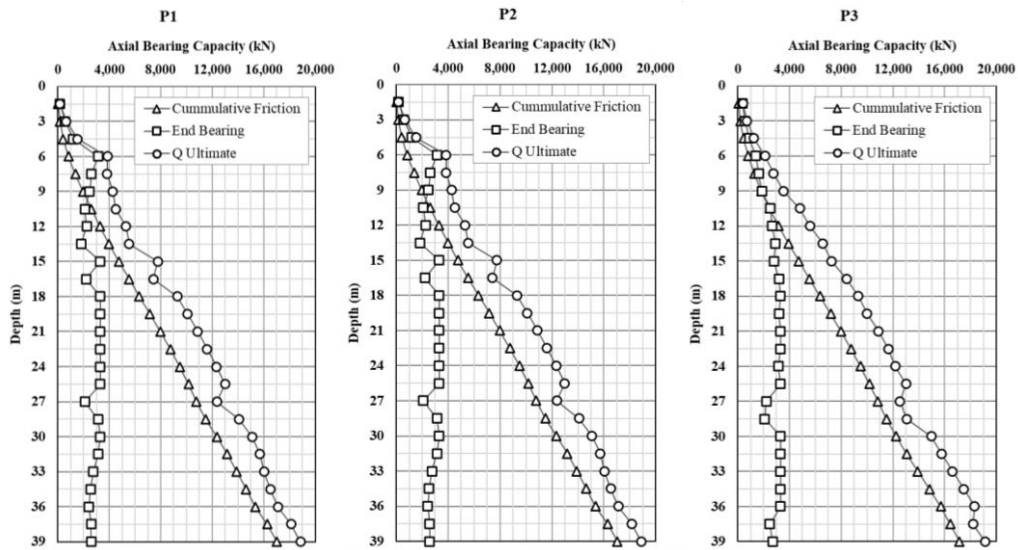 P1
Axial Bearing Capacity (kN)
0 4,000 8,000 12,000 16,000 20,000
0
3
6
9
12
15
18
21
24
27
30
33
36
39
Depth (m)
Cummulative Friction
End Bearing
Q Ultimate
P2
Axial Bearing Capacity (kN)
0 4,000 8,000 12,000 16,000 20,000
0
3
6
9
12
15
18
21
24
27
30
33
36
39
Depth (m)
Cummulative Friction
End Bearing
Q Ultimate
P3
Axial Bearing Capacity (kN)
0 4,000 8,000 12,000 16,000 20,000
0
3
6
9
12
15
18
21
24
27
30
33
36
39
Depth (m)
Cummulative Friction
End Bearing
Q Ultimate